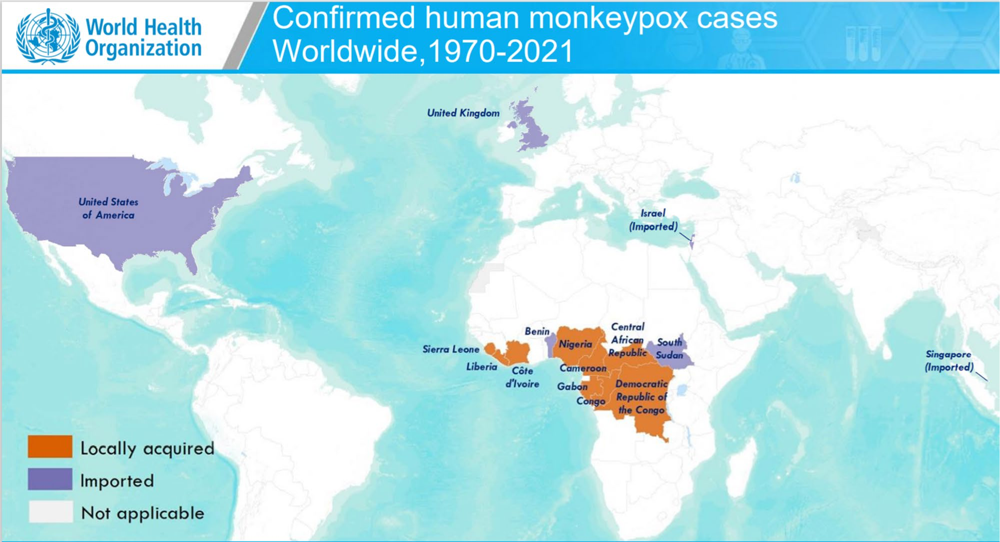 World Health
Organization
Confirmed human monkeypox cases
Worldwide,1970-2021
United Kingdom
United States
of America
Israel
(Imported)
Benin
Nigeria
Central
African
Republic
South
Sudan
Sierra Leone
Liberia
Côte
d'Ivoire
Cameroon
Gabon
Congo
Democratic
Republic of
the Congo
Singapore
(Imported)
Locally acquired
Imported
Not applicable